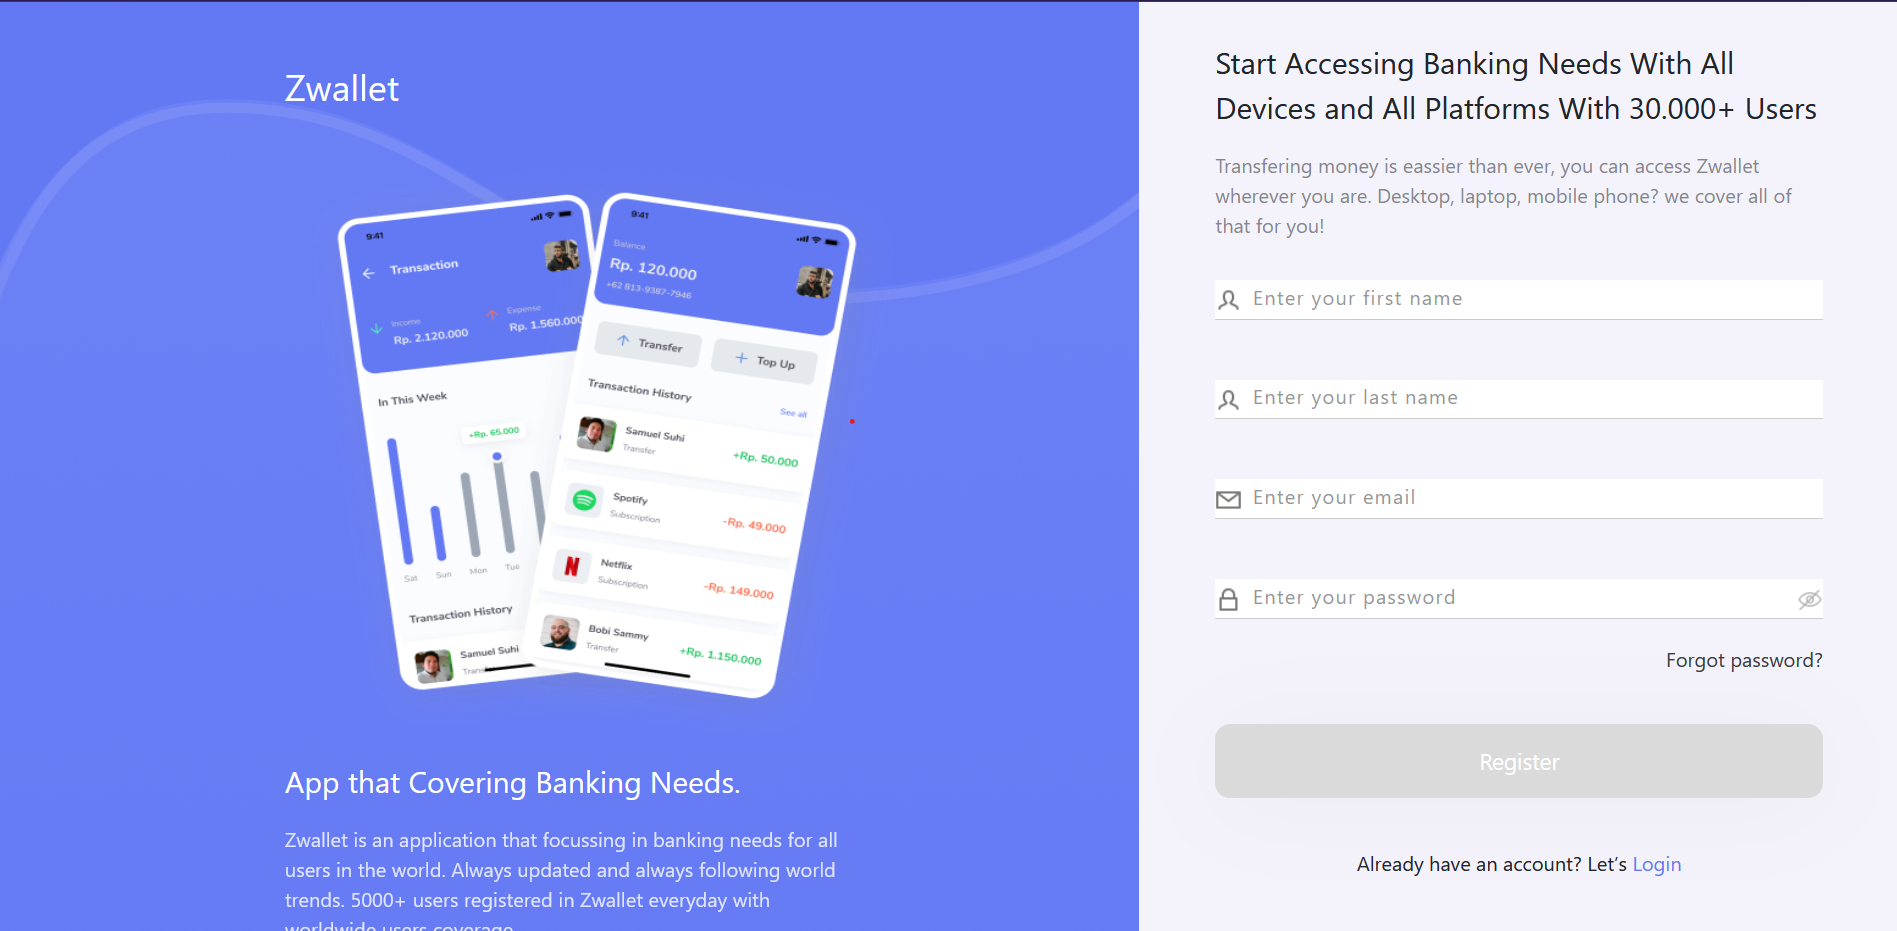 Zwallet
9:41
Transaction
Income
Rp. 2.120.000
Expense
Rp. 1.560.000
In This Week
+Rp. 65.000
Sat
Sun
Mon
Tue
Transaction History
Samuel Suhi
9:41
Balance
Rp. 120.000
+62 813-9387-7946
Transfer
Top Up
Transaction History
See all
Samuel Suhi
Transfer
+Rp. 50.000
Spotify
Subscription
-Rp. 49.000
Netflix
Subscription
-Rp. 149.000
Bobi Sammy
Transfer
+Rp. 1.150.000
App that Covering Banking Needs.
Zwallet is an application that focussing in banking needs for all
users in the world. Always updated and always following world
trends. 5000+ users registered in Zwallet everyday with
worldwide users coverage.
Start Accessing Banking Needs With All
Devices and All Platforms With 30.000+ Users
Transfering money is eassier than ever, you can access Zwallet
wherever you are. Desktop, laptop, mobile phone? we cover all of
that for you!
Enter your first name
Enter your last name
Enter your email
Enter your password
Forgot password?
Register
Already have an account? Let's Login